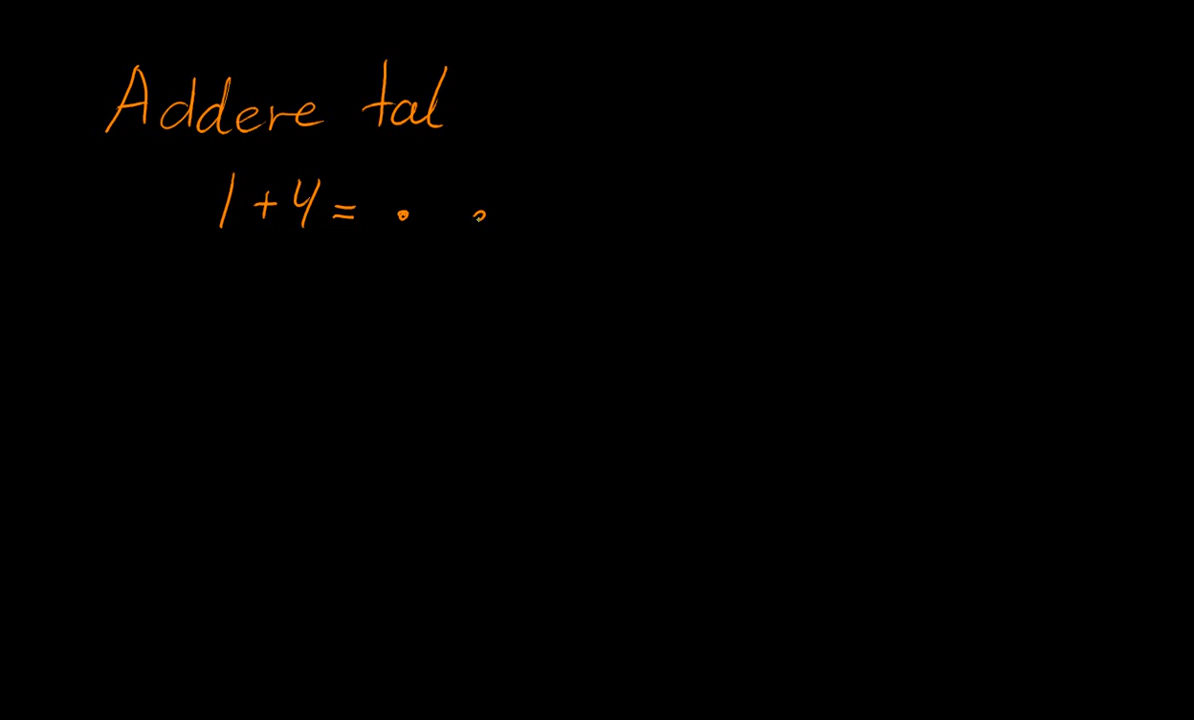 Addere tal
1 + 4 =